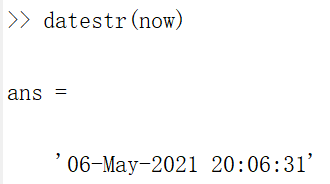 >> datestr(now)
ans =
'06-May-2021 20:06:31'